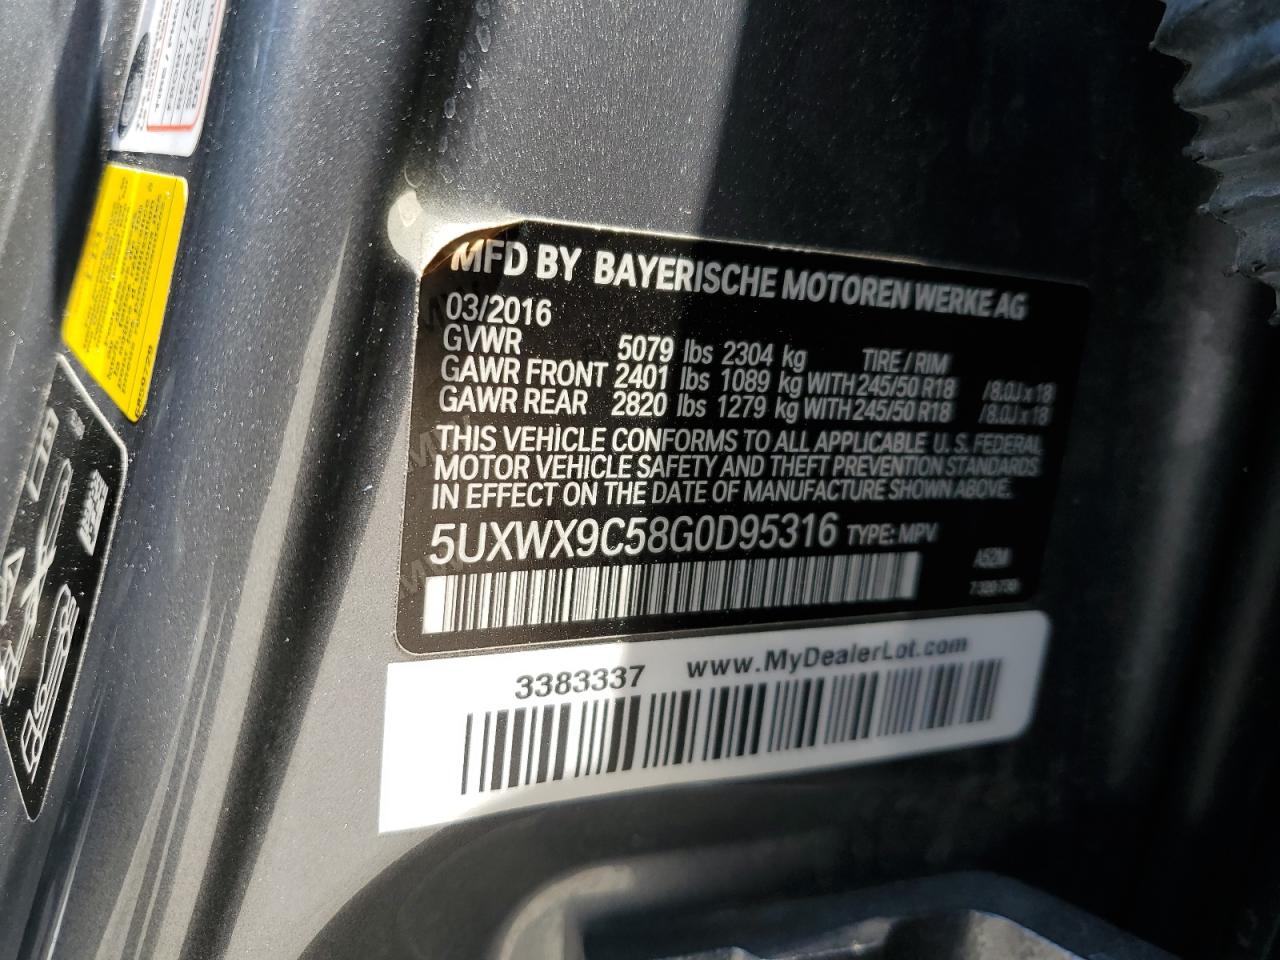 MFD BY BAYERISCHE MOTOREN WERKE AG
03/2016
GVWR 5079 lbs 2304 kg TIRE / RIM
GAWR FRONT 2401 lbs 1089 kg WITH 245/50 R18 / 8.0J x 18
GAWR REAR 2820 lbs 1279 kg WITH 245/50 R18 / 8.0J x 18
THIS VEHICLE CONFORMS TO ALL APPLICABLE U. S. FEDERAL
MOTOR VEHICLE SAFETY AND THEFT PREVENTION STANDARDS
IN EFFECT ON THE DATE OF MANUFACTURE SHOWN ABOVE.
5UXWX9C58G0D95316 TYPE: MPV
A52M
3383337 www.MyDealerLot.com